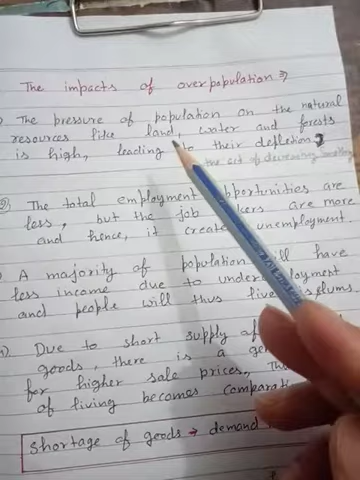 The impacts of overpopulation ⇒
The pressure of population on the natural
resources like land, water and forests
is high, leading to their depletion
the act of decreasing something
② The total employment opportunities are
less, but the job are more
and hence, it create unemployment
A majority of population will have
less income due to underemployment
and people will thus live slums
Due to short supply of
goods, there is a
for higher sale prices,
of living becomes
Shortage of goods → demand